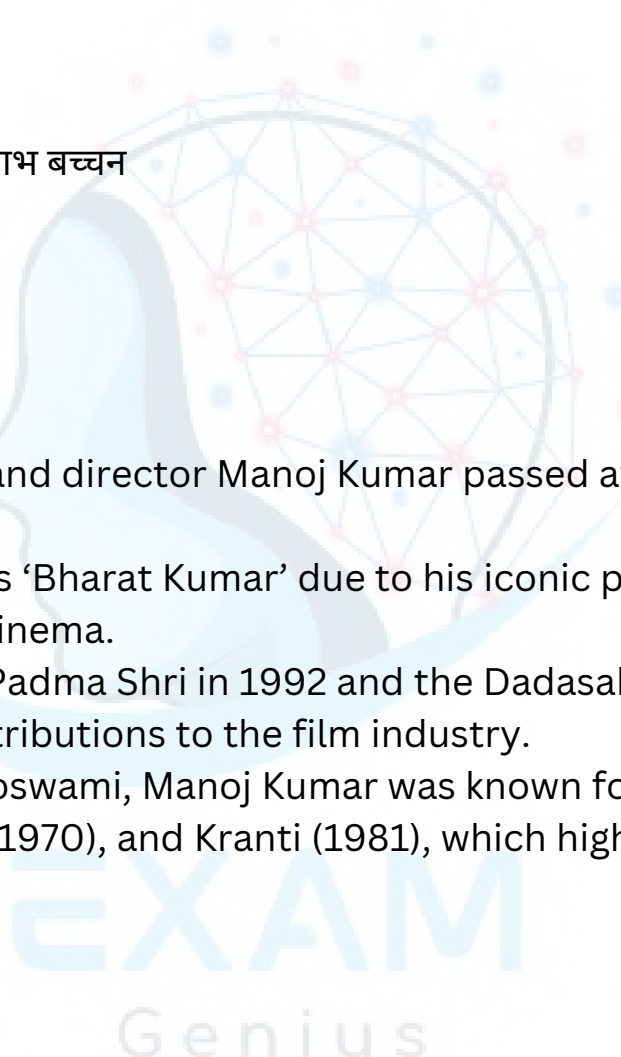 ाभ बच्चन
and director Manoj Kumar passed a
s ‘Bharat Kumar’ due to his iconic p
inema.
Padma Shri in 1992 and the Dadasa
tributions to the film industry.
oswami, Manoj Kumar was known fo
1970), and Kranti (1981), which high
EXAM
Genius